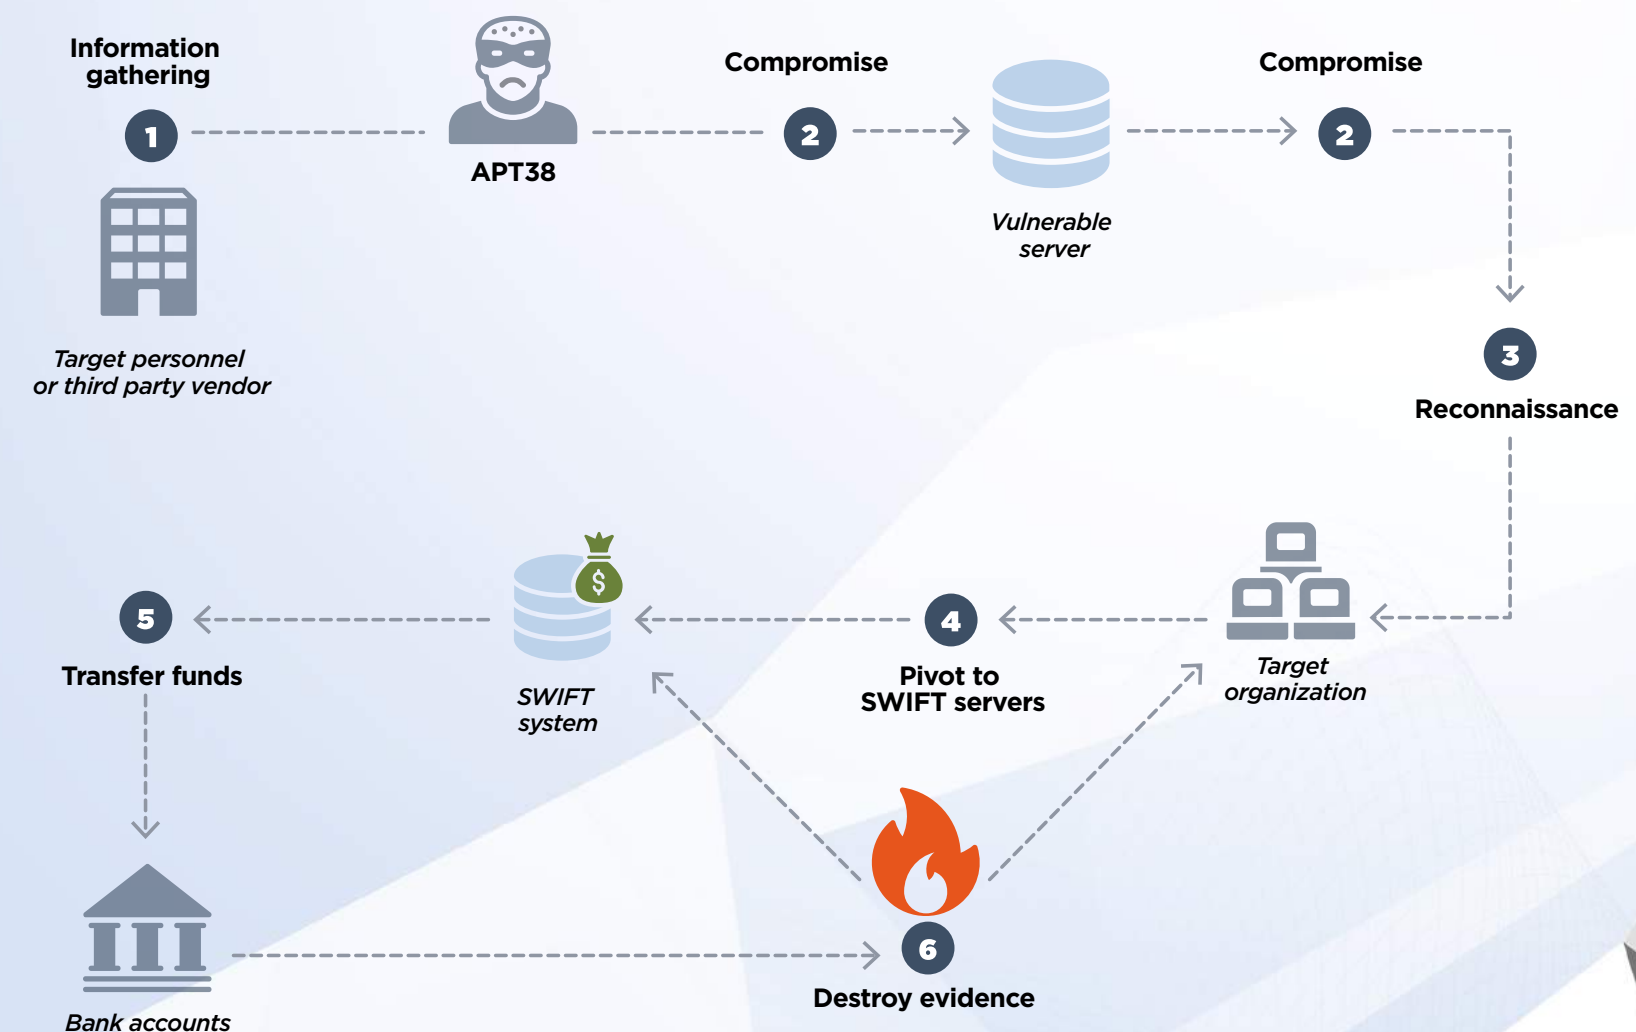 Information
gathering
1
APT38
Compromise
2
Compromise
2
Vulnerable
server
Target personnel
or third party vendor
3
Reconnaissance
5
Transfer funds
$
SWIFT
system
4
Pivot to
SWIFT servers
Target
organization
6
Destroy evidence
Bank accounts